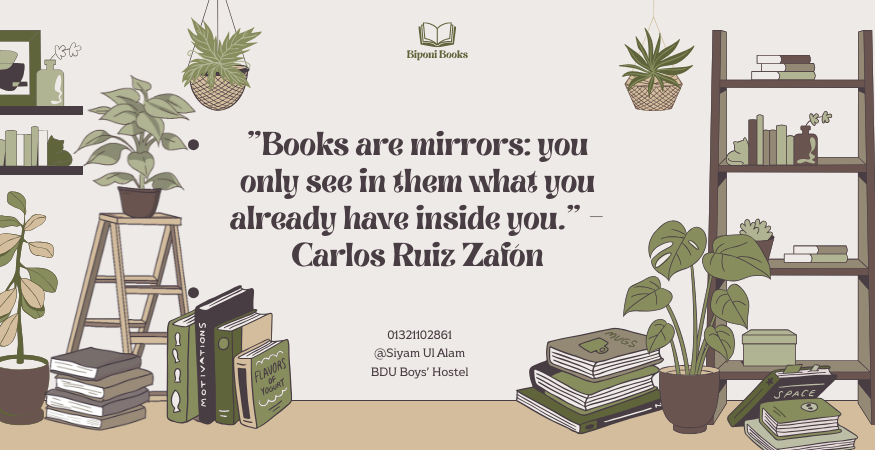 Biponi Books
”Books are mirrors: you
only see in them what you
already have inside you.” –
Carlos Ruiz Zafón
01321102861
@Siyam Ul Alam
BDU Boys’ Hostel
MOTIVATIONS
FLAVORS
OF
YOGURT
MUGS
SPACE